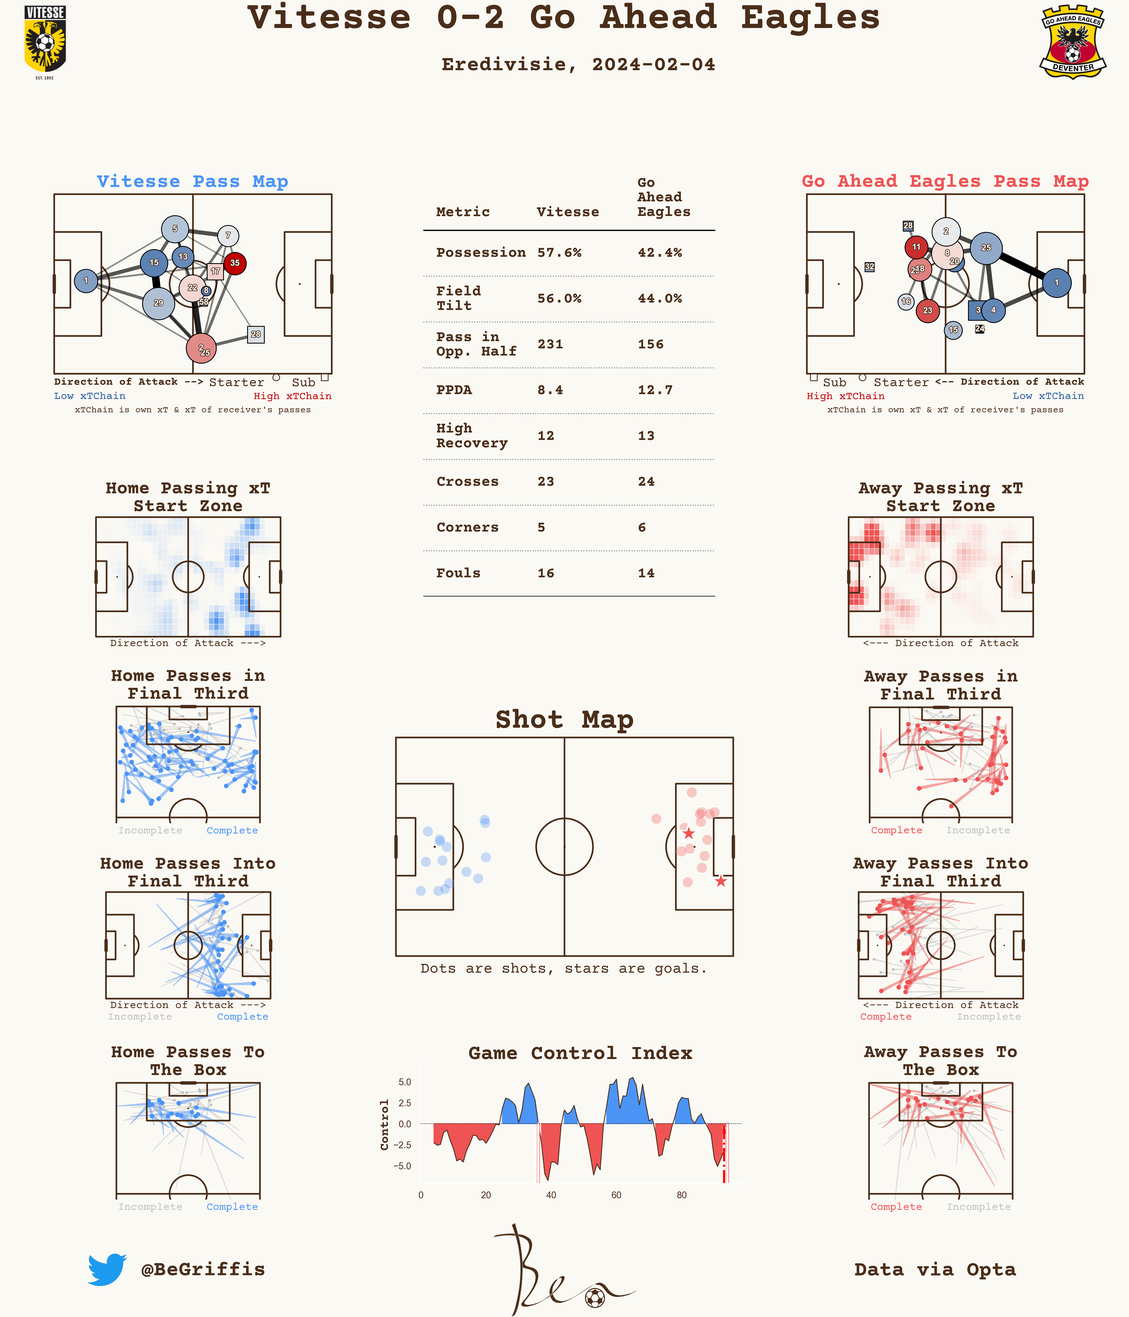 Vitesse 0-2 Go Ahead Eagles
Eredivisie, 2024-02-04
VITESSE
EST. 1892
GO AHEAD EAGLES
DEVENTER
Vitesse Pass Map
5
7
15
13
35
17
1
22
8
29
28
2
25
Direction of Attack --> Starter Sub
Low xTChain High xTChain
xTChain is own xT & xT of receiver's passes
Metric Vitesse Go Ahead Eagles
Possession 57.6% 42.4%
Field Tilt 56.0% 44.0%
Pass in Opp. Half 231 156
PPDA 8.4 12.7
High Recovery 12 13
Crosses 23 24
Corners 5 6
Fouls 16 14
Go Ahead Eagles Pass Map
28
2
11
8
25
20
32
18
1
16
23
3
4
15
24
Sub Starter <-- Direction of Attack
High xTChain Low xTChain
xTChain is own xT & xT of receiver's passes
Home Passing xT
Start Zone
Direction of Attack --->
Away Passing xT
Start Zone
<--- Direction of Attack
Home Passes in
Final Third
Incomplete Complete
Away Passes in
Final Third
Complete Incomplete
Shot Map
Dots are shots, stars are goals.
Home Passes Into
Final Third
Direction of Attack --->
Incomplete Complete
Away Passes Into
Final Third
<--- Direction of Attack
Complete Incomplete
Home Passes To
The Box
Incomplete Complete
Game Control Index
Control
5.0
2.5
0.0
−2.5
−5.0
0 20 40 60 80
Away Passes To
The Box
Complete Incomplete
@BeGriffis
Ben
Data via Opta